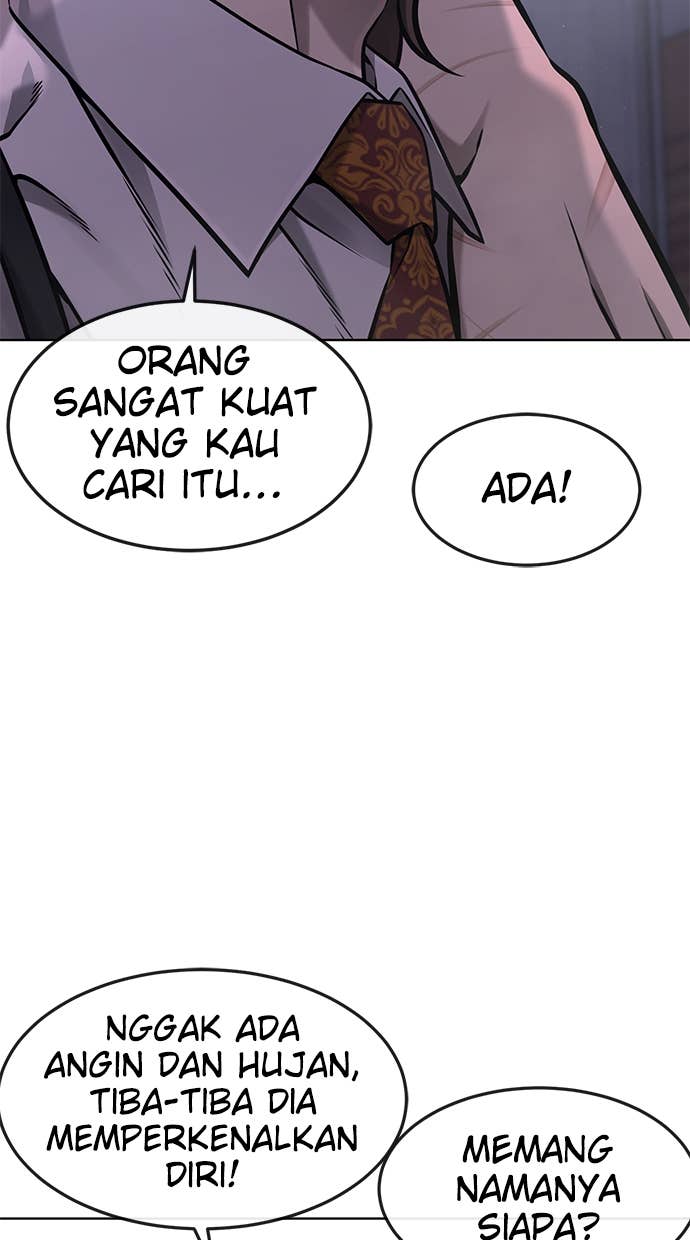 ORANG
SANGAT KUAT
YANG KAU
CARI ITU...
ADA!
NGGAK ADA
ANGIN DAN HUJAN,
TIBA-TIBA DIA
MEMPERKENALKAN
DIRI!
MEMANG
NAMANYA
SIAPA?